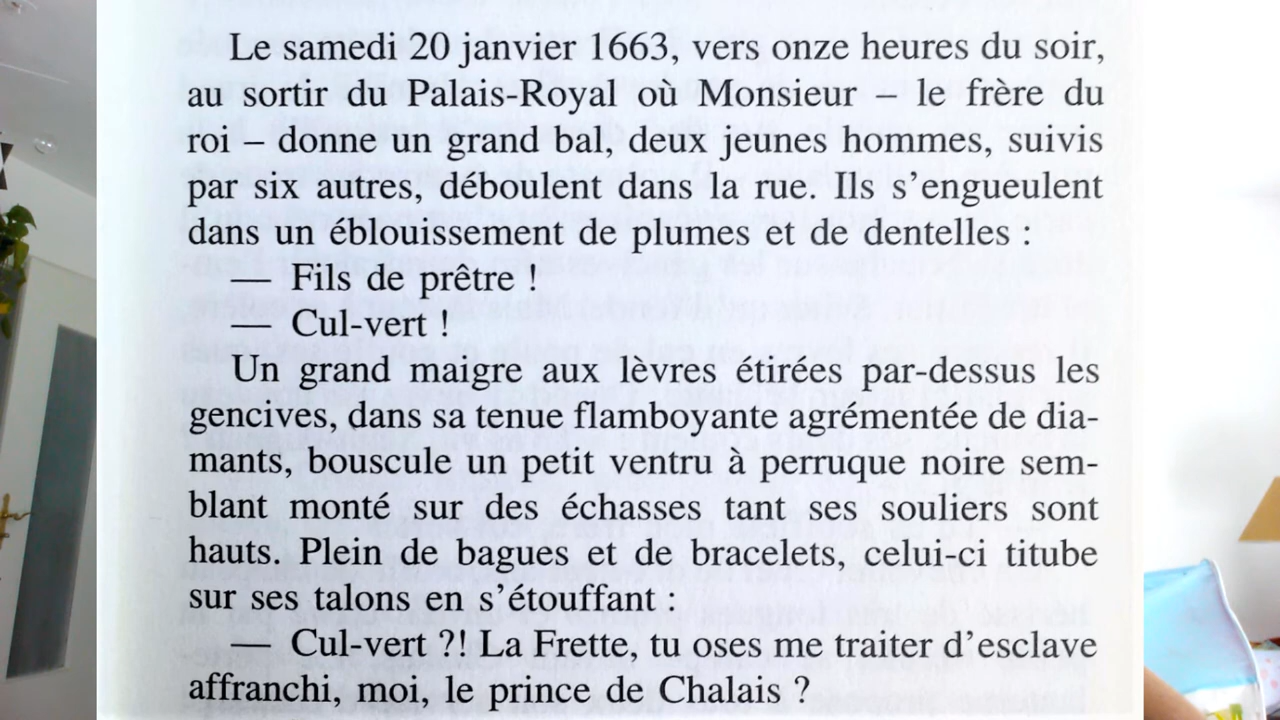 Le samedi 20 janvier 1663, vers onze heures du soir,
au sortir du Palais-Royal où Monsieur – le frère du
roi – donne un grand bal, deux jeunes hommes, suivis
par six autres, déboulent dans la rue. Ils s'engueulent
dans un éblouissement de plumes et de dentelles :
— Fils de prêtre !
— Cul-vert !
Un grand maigre aux lèvres étirées par-dessus les
gencives, dans sa tenue flamboyante agrémentée de dia-
mants, bouscule un petit ventru à perruque noire sem-
blant monté sur des échasses tant ses souliers sont
hauts. Plein de bagues et de bracelets, celui-ci titube
sur ses talons en s'étouffant :
— Cul-vert ?! La Frette, tu oses me traiter d'esclave
affranchi, moi, le prince de Chalais ?